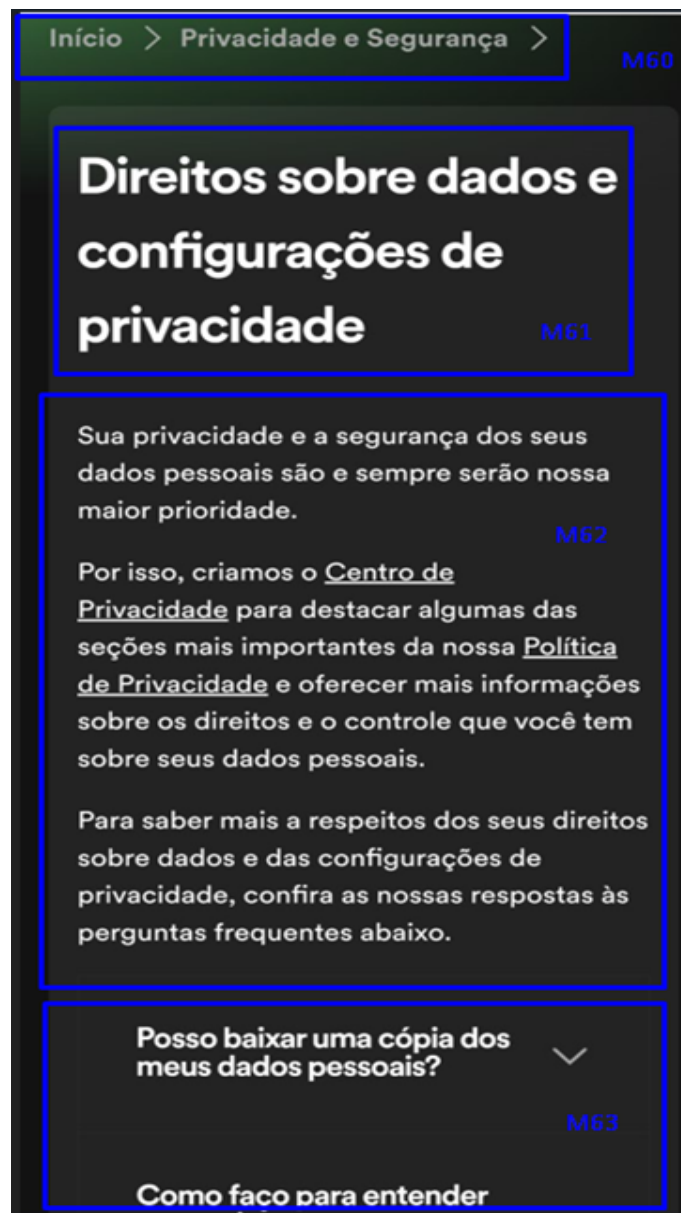 Início > Privacidade e Segurança >
M60
Direitos sobre dados e
configurações de
privacidade
M61
Sua privacidade e a segurança dos seus
dados pessoais são e sempre serão nossa
maior prioridade.
M62
Por isso, criamos o Centro de
Privacidade para destacar algumas das
seções mais importantes da nossa Política
de Privacidade e oferecer mais informações
sobre os direitos e o controle que você tem
sobre seus dados pessoais.
Para saber mais a respeitos dos seus direitos
sobre dados e das configurações de
privacidade, confira as nossas respostas às
perguntas frequentes abaixo.
Posso baixar uma cópia dos
meus dados pessoais?
M63
Como faço para entender